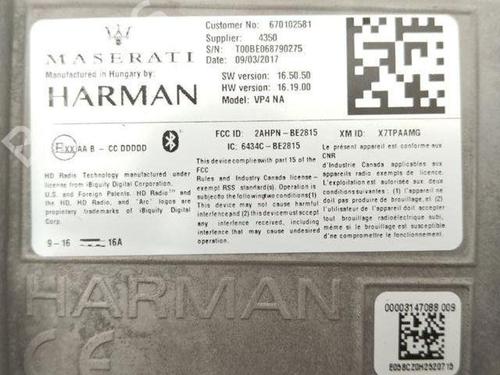 MASERATI
Manufactured in Hungary by:
HARMAN
Customer No: 670102581
Supplier: 4350
S/N: T00BE068790275
Date: 09/03/2017
SW version: 16.50.50
HW version: 16.19.00
Model: VP4 NA
E XX AA B - CC DDDDD
FCC ID: 2AHPN-BE2815
IC: 6434C-BE2815
XM ID: X7TPAAMG
HD Radio Technology manufactured under
license from iBiquity Digital Corporation.
U.S. and Foreign Patents. HD Radio™
and the HD, HD Radio, and "Arc" logos are
proprietary trademarks of iBiquity Digital
Corp.
9-16 V 16A
This device complies with part 15 of the
FCC
Rules and Industry Canada license
-exempt RSS standard(s). Operation is
subject to the following two conditions(1)
This device may not cause harmful
interference and (2) this device must accept
any interference received, including
interference that may cause undesired
operation.
Le présent appareil est conforme aux
CNR
d'Industrie Canada applicables aux
appareils radio exempts de licence.
L'exploitation est autorisée aux deux
conditions suivantes : (1) l'appareil ne
doit pas produire de brouillage, et (2)
l'utilisateur de l'appareil doit accepter
tout brouillage radioélectrique subi,
même si le brouillage est susceptible
d'en compromettre le fonctionnement.
HARMAN
CE
00003147088 009
E058CZ0H2520715